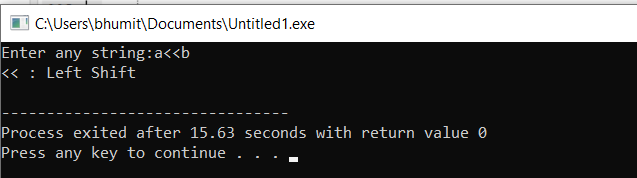 C:\Users\bhumit\Documents\Untitled1.exe
Enter any string:a<<b
<< : Left Shift
--------------------------------
Process exited after 15.63 seconds with return value 0
Press any key to continue . . .